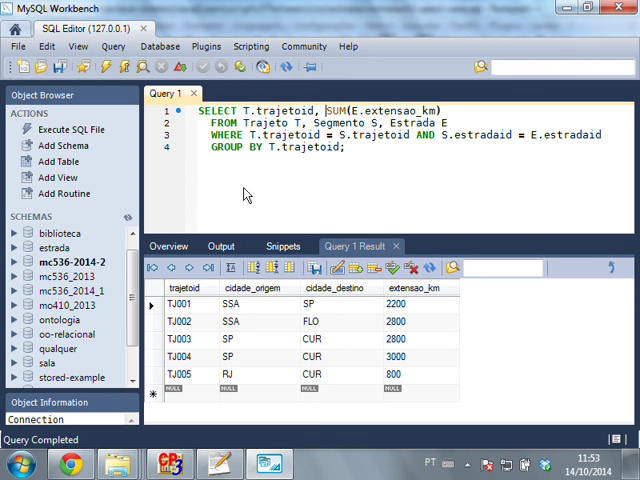 MySQL Workbench
SQL Editor (127.0.0.1)
File Edit View Query Database Plugins Scripting Community Help
Object Browser
ACTIONS
Execute SQL File
Add Schema
Add Table
Add View
Add Routine
SCHEMAS
biblioteca
estrada
mc536-2014-2
mc536_2013
mc536_2014_1
mo410_2013
ontologia
oo-relacional
qualquer
sala
stored-example
Object Information
Connection
Query Completed
Query 1
1 SELECT T.trajetoid, SUM(E.extensao_km)
2 FROM Trajeto T, Segmento S, Estrada E
3 WHERE T.trajetoid = S.trajetoid AND S.estradaid = E.estradaid
4 GROUP BY T.trajetoid;
Overview Output Snippets Query 1 Result
trajetoid cidade_origem cidade_destino extensao_km
TJ001 SSA SP 2200
TJ002 SSA FLO 2800
TJ003 SP CUR 2800
TJ004 SP CUR 3000
TJ005 RJ CUR 800
NULL NULL NULL NULL
PT
11:53
14/10/2014